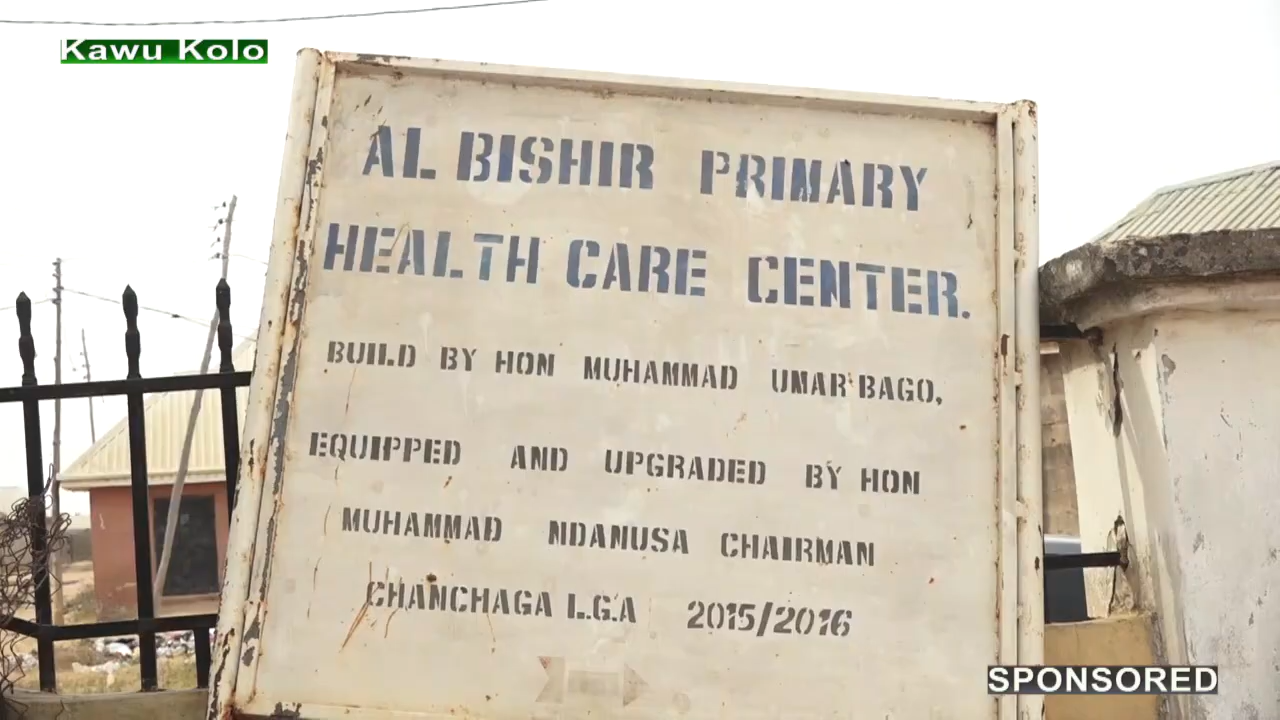 Kawu Kolo
AL BISHIR PRIMARY
HEALTH CARE CENTER.
BUILD BY HON MUHAMMAD UMAR BAGO,
EQUIPPED AND UPGRADED BY HON
MUHAMMAD NDANUSA CHAIRMAN
CHANCHAGA L.G.A 2015/2016
SPONSORED